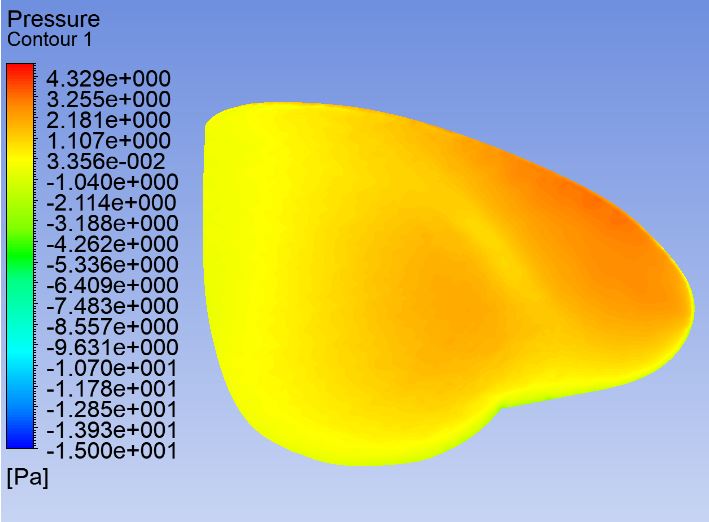 Pressure
Contour 1
4.329e+000
3.255e+000
2.181e+000
1.107e+000
3.356e-002
-1.040e+000
-2.114e+000
-3.188e+000
-4.262e+000
-5.336e+000
-6.409e+000
-7.483e+000
-8.557e+000
-9.631e+000
-1.070e+001
-1.178e+001
-1.285e+001
-1.393e+001
-1.500e+001
[Pa]